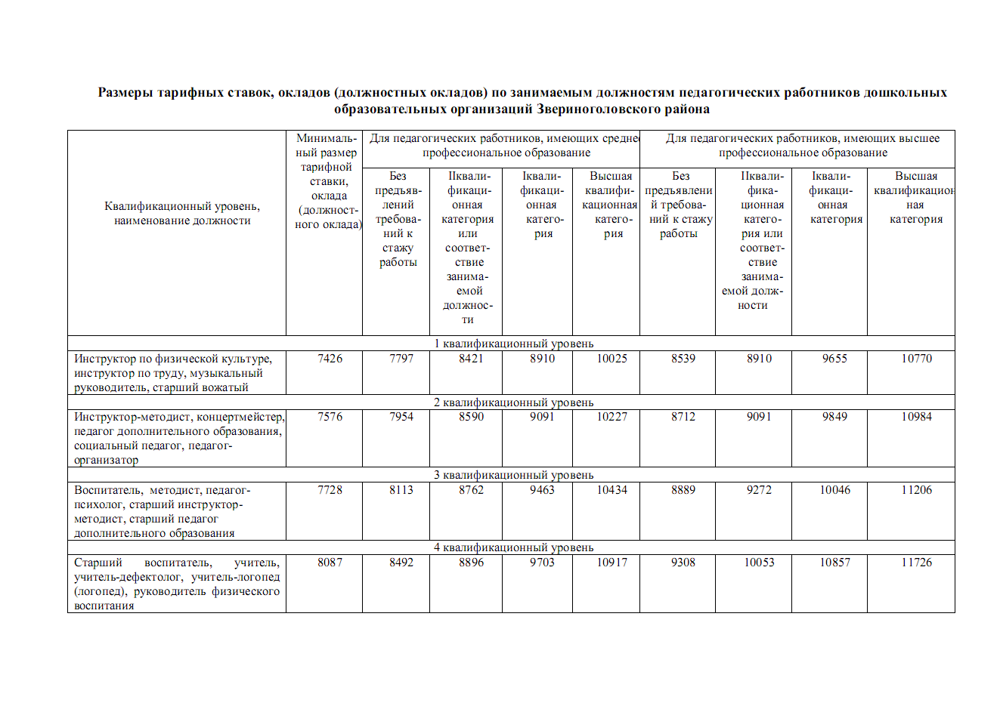 Размеры тарифных ставок, окладов (должностных окладов) по занимаемым должностям педагогических работников дошкольных
образовательных организаций Звериноголовского района
Квалификационный уровень,
наименование должности
Минималь-
ный размер
тарифной
ставки,
оклада
(должност-
ного оклада)
Для педагогических работников, имеющих среднее
профессиональное образование
Для педагогических работников, имеющих высшее
профессиональное образование
Без
предъяв-
лений
требова-
ний к
стажу
работы
IIквали-
фикаци-
онная
категория
или
соответ-
ствие
занима-
емой
должнос-
ти
Iквали-
фикаци-
онная
катего-
рия
Высшая
квалифи-
кационная
катего-
рия
Без
предъявлени
й требова-
ний к стажу
работы
IIквали-
фика-
ционная
катего-
рия или
соответ-
ствие
занима-
емой долж-
ности
Iквали-
фикаци-
онная
категория
Высшая
квалификацион
ная
категория
1 квалификационный уровень
Инструктор по физической культуре,
инструктор по труду, музыкальный
руководитель, старший вожатый
7426 7797 8421 8910 10025 8539 8910 9655 10770
2 квалификационный уровень
Инструктор-методист, концертмейстер,
педагог дополнительного образования,
социальный педагог, педагог-
организатор
7576 7954 8590 9091 10227 8712 9091 9849 10984
3 квалификационный уровень
Воспитатель, методист, педагог-
психолог, старший инструктор-
методист, старший педагог
дополнительного образования
7728 8113 8762 9463 10434 8889 9272 10046 11206
4 квалификационный уровень
Старший воспитатель, учитель,
учитель-дефектолог, учитель-логопед
(логопед), руководитель физического
воспитания
8087 8492 8896 9703 10917 9308 10053 10857 11726